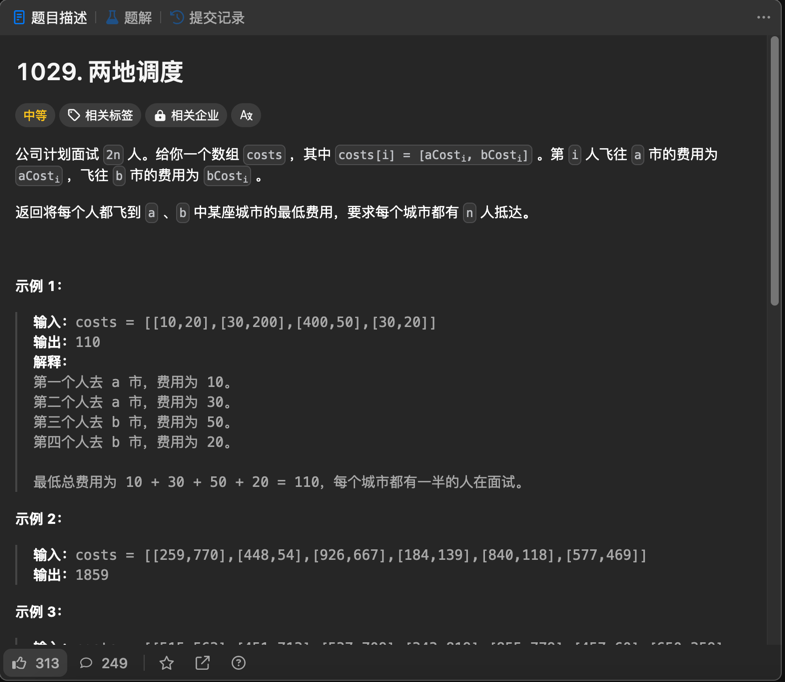 题目描述 题解 提交记录
1029. 两地调度
中等 相关标签 相关企业 Ax
公司计划面试 2n 人。给你一个数组 costs ，其中 costs[i] = [aCosti, bCosti] 。第 i 人飞往 a 市的费用为
aCosti ，飞往 b 市的费用为 bCosti 。
返回将每个人都飞到 a 、b 中某座城市的最低费用，要求每个城市都有 n 人抵达。
示例 1：
输入：costs = [[10,20],[30,200],[400,50],[30,20]]
输出：110
解释：
第一个人去 a 市，费用为 10。
第二个人去 a 市，费用为 30。
第三个人去 b 市，费用为 50。
第四个人去 b 市，费用为 20。
最低总费用为 10 + 30 + 50 + 20 = 110，每个城市都有一半的人在面试。
示例 2：
输入：costs = [[259,770],[448,54],[926,667],[184,139],[840,118],[577,469]]
输出：1859
示例 3：
313 249